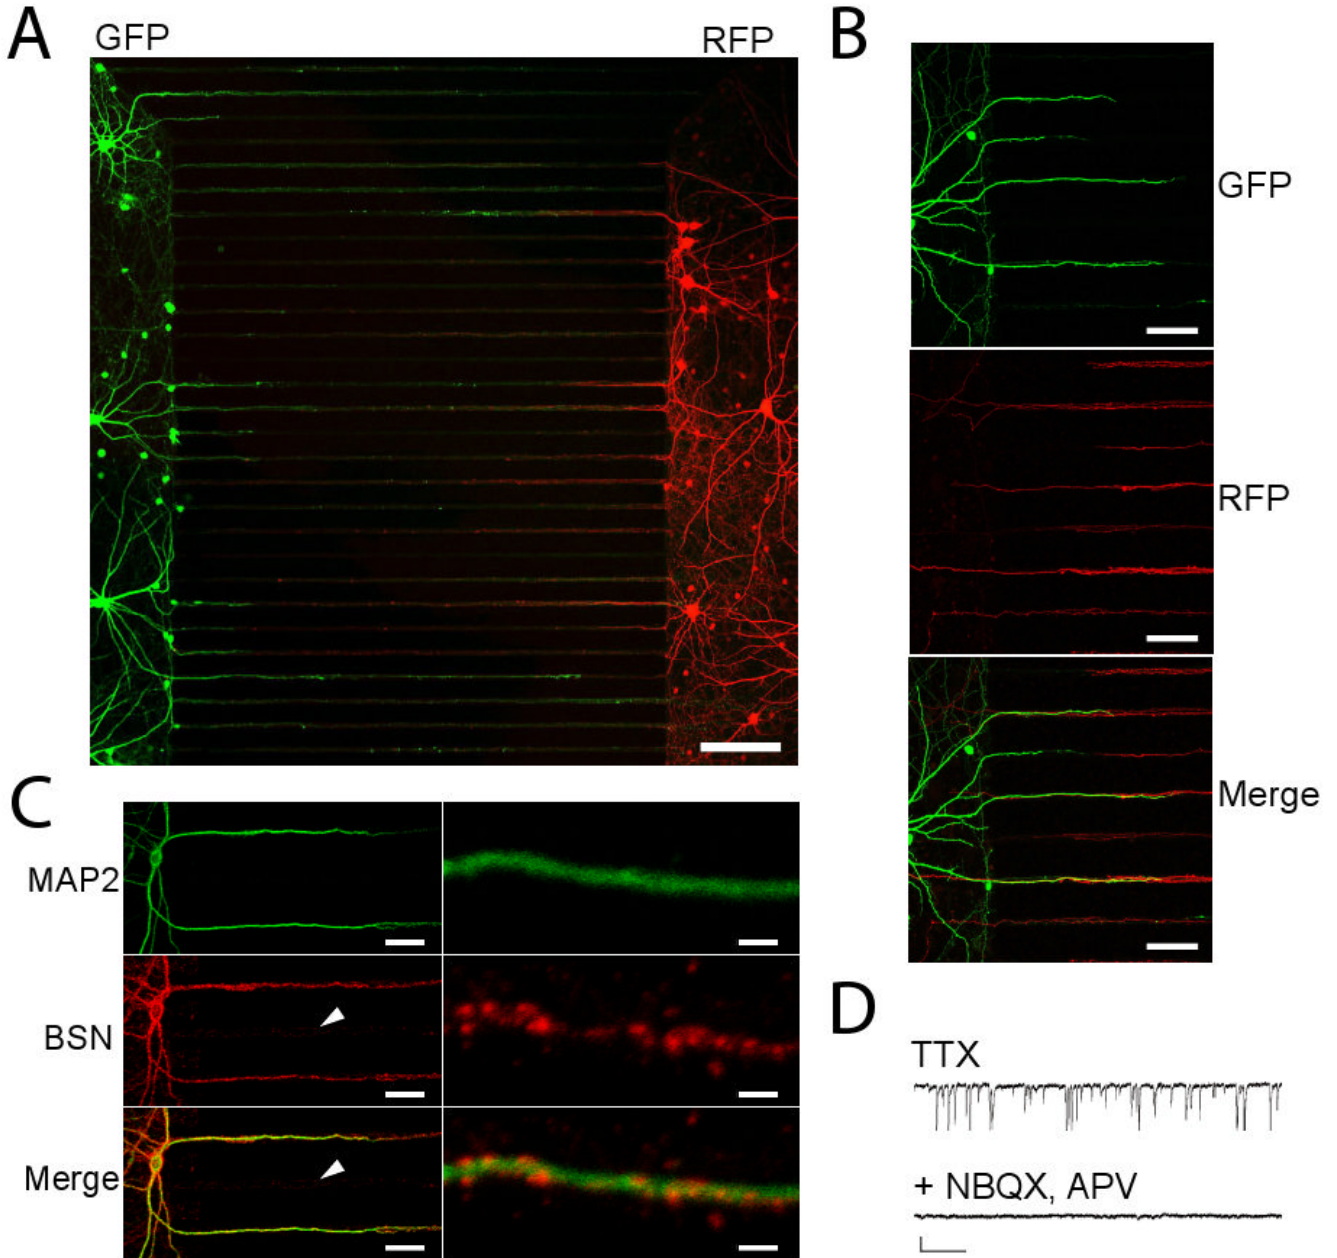 A
GFP
RFP
B
GFP
RFP
Merge
C
MAP2
BSN
Merge
D
TTX
+ NBQX, APV